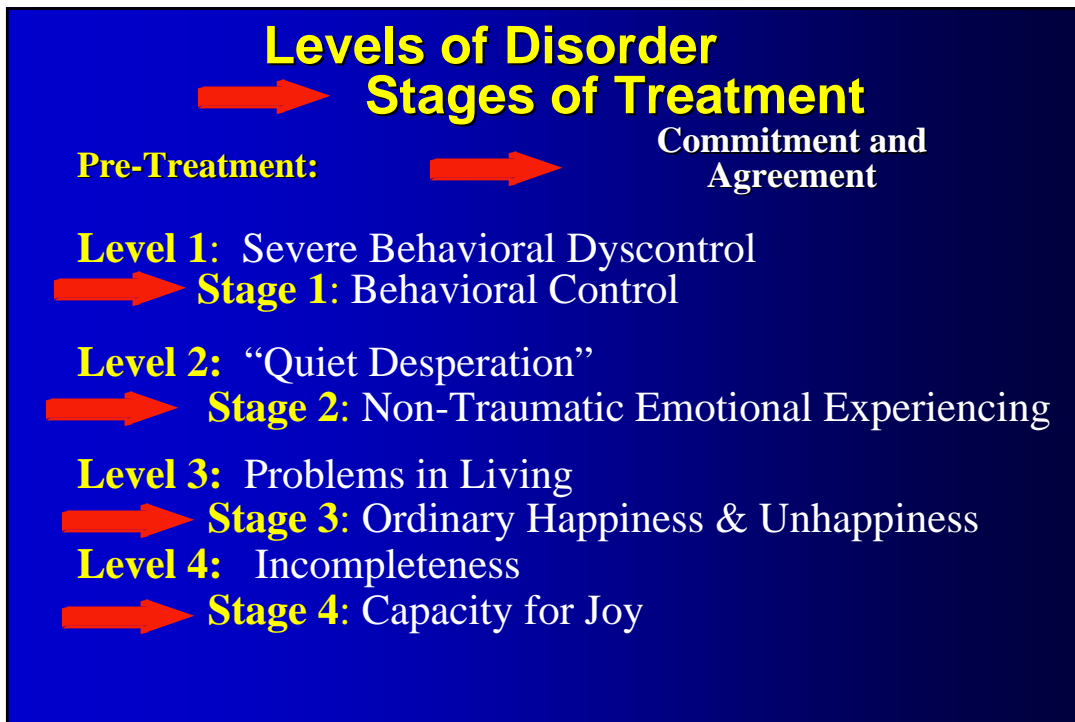 Levels of Disorder
Stages of Treatment
Pre-Treatment:
Commitment and
Agreement
Level 1: Severe Behavioral Dyscontrol
Stage 1: Behavioral Control
Level 2: “Quiet Desperation”
Stage 2: Non-Traumatic Emotional Experiencing
Level 3: Problems in Living
Stage 3: Ordinary Happiness & Unhappiness
Level 4: Incompleteness
Stage 4: Capacity for Joy